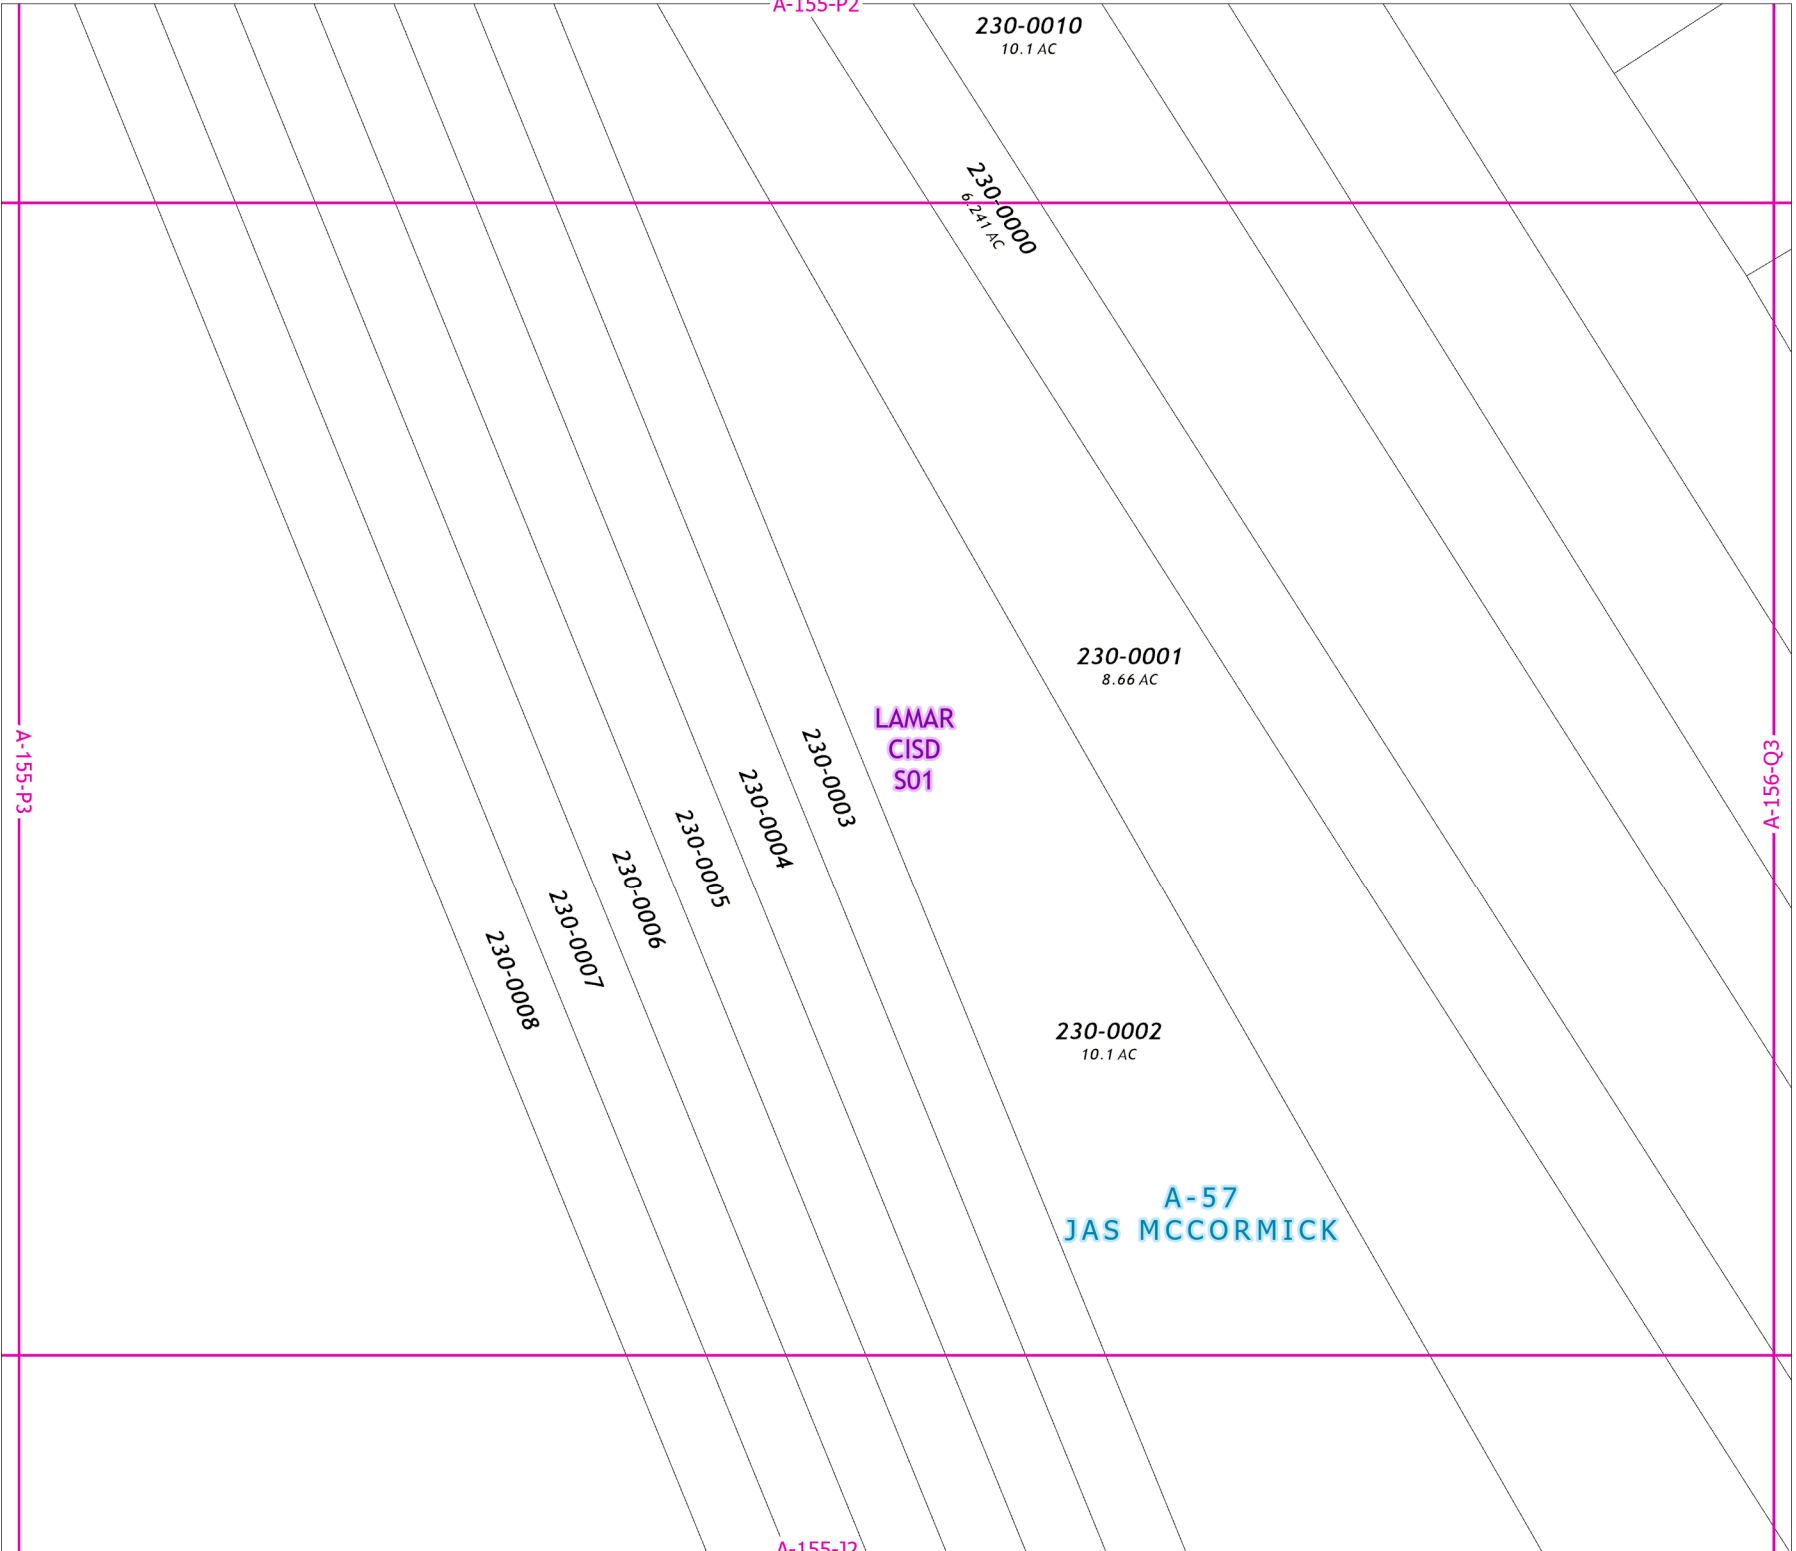 A-155-P2
230-0010
10.1 AC
230-0000
6.241 AC
230-0001
8.66 AC
LAMAR
CISD
S01
A-155-P3
A-156-Q3
230-0003
230-0004
230-0005
230-0006
230-0007
230-0008
230-0002
10.1 AC
A-57
JAS MCCORMICK
A-155-J2